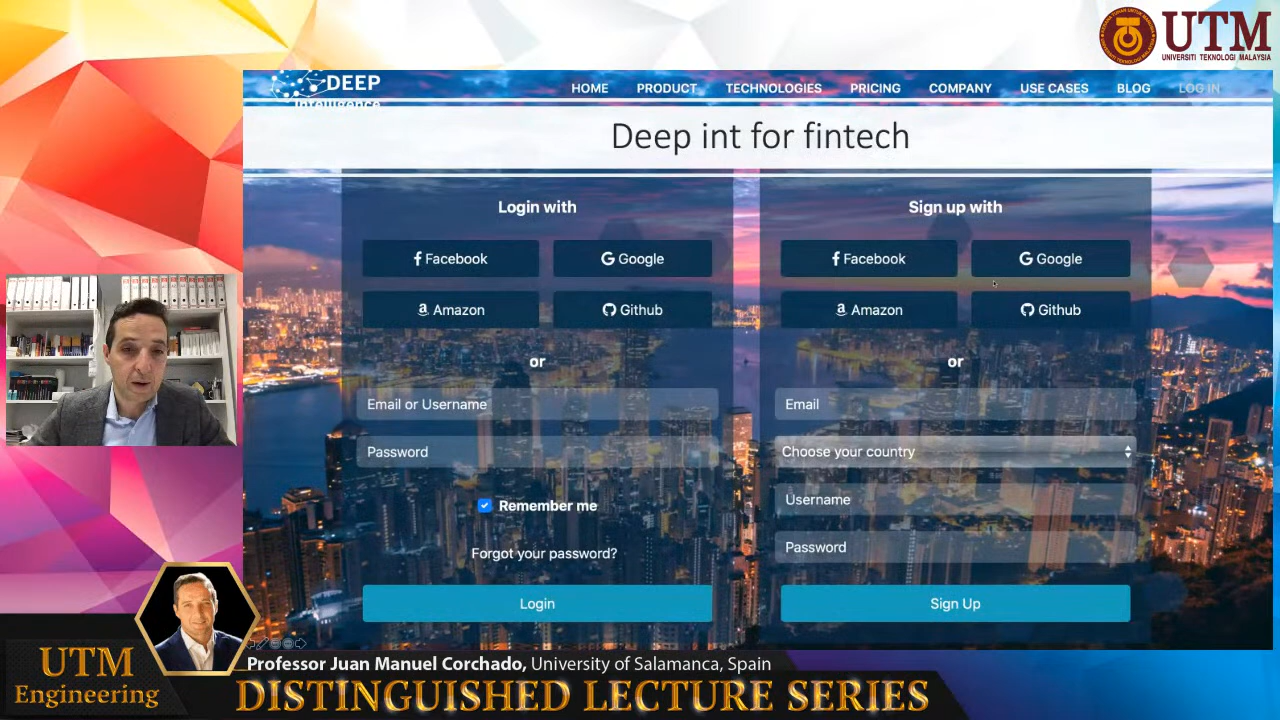 UTM
UNIVERSITI TEKNOLOGI MALAYSIA
DEEP
Intelligence
HOME PRODUCT TECHNOLOGIES PRICING COMPANY USE CASES BLOG LOG IN
Deep int for fintech
Login with
Facebook Google
Amazon Github
or
Email or Username
Password
Remember me
Forgot your password?
Login
Sign up with
Facebook Google
Amazon Github
or
Email
Choose your country
Username
Password
Sign Up
UTM
Engineering
Professor Juan Manuel Corchado, University of Salamanca, Spain
DISTINGUISHED LECTURE SERIES